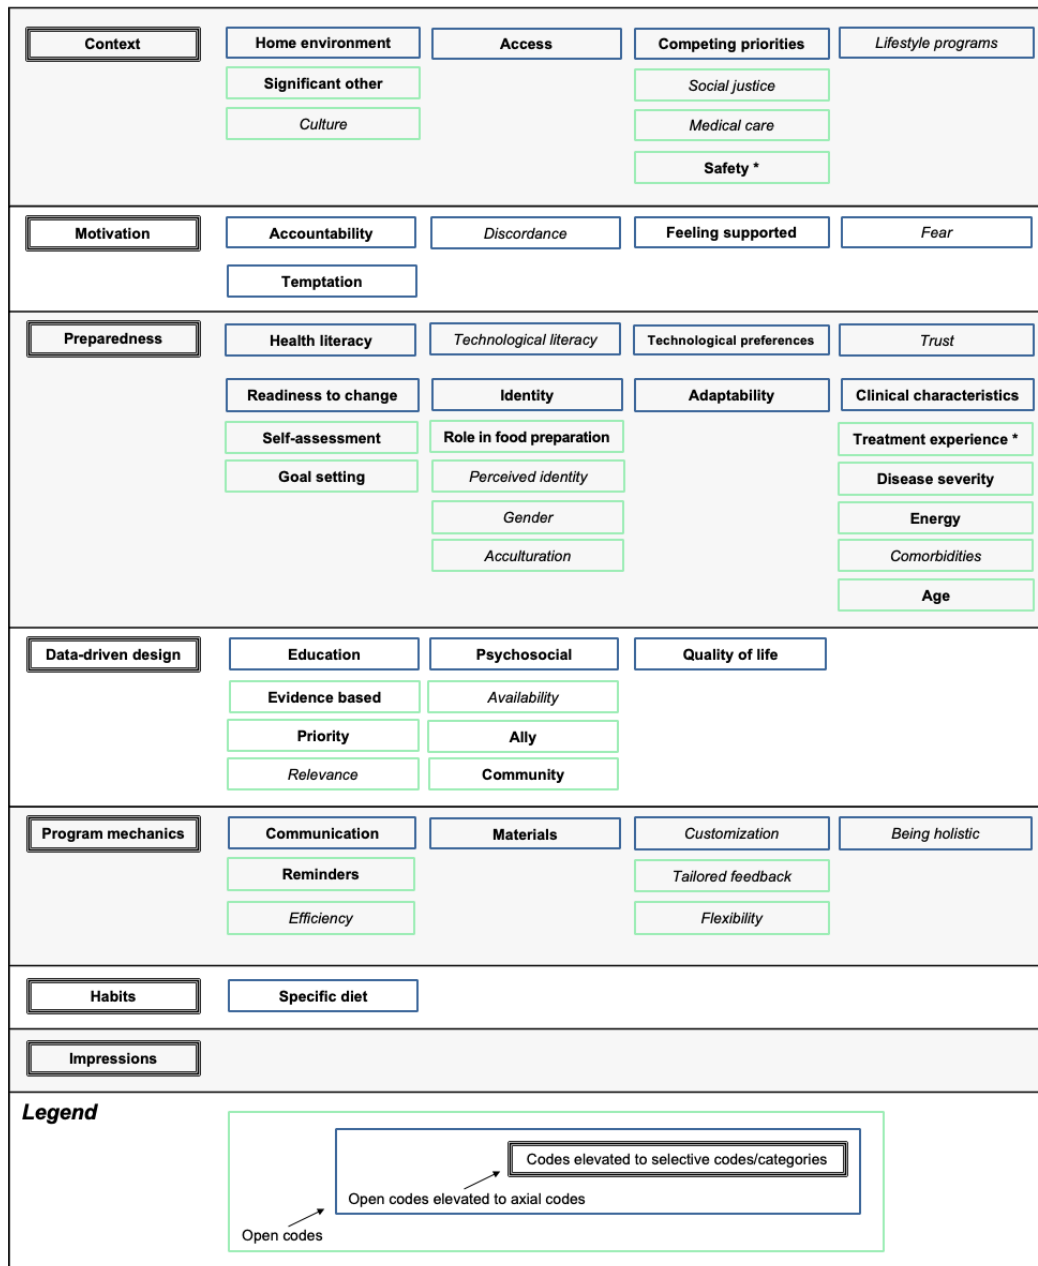 Context
Home environment
Access
Competing priorities
Lifestyle programs
Significant other
Social justice
Culture
Medical care
Safety *
Motivation
Accountability
Discordance
Feeling supported
Fear
Temptation
Preparedness
Health literacy
Technological literacy
Technological preferences
Trust
Readiness to change
Identity
Adaptability
Clinical characteristics
Self-assessment
Role in food preparation
Treatment experience *
Goal setting
Perceived identity
Disease severity
Gender
Energy
Acculturation
Comorbidities
Age
Data-driven design
Education
Psychosocial
Quality of life
Evidence based
Availability
Priority
Ally
Relevance
Community
Program mechanics
Communication
Materials
Customization
Being holistic
Reminders
Tailored feedback
Efficiency
Flexibility
Habits
Specific diet
Impressions
Legend
Codes elevated to selective codes/categories
Open codes elevated to axial codes
Open codes